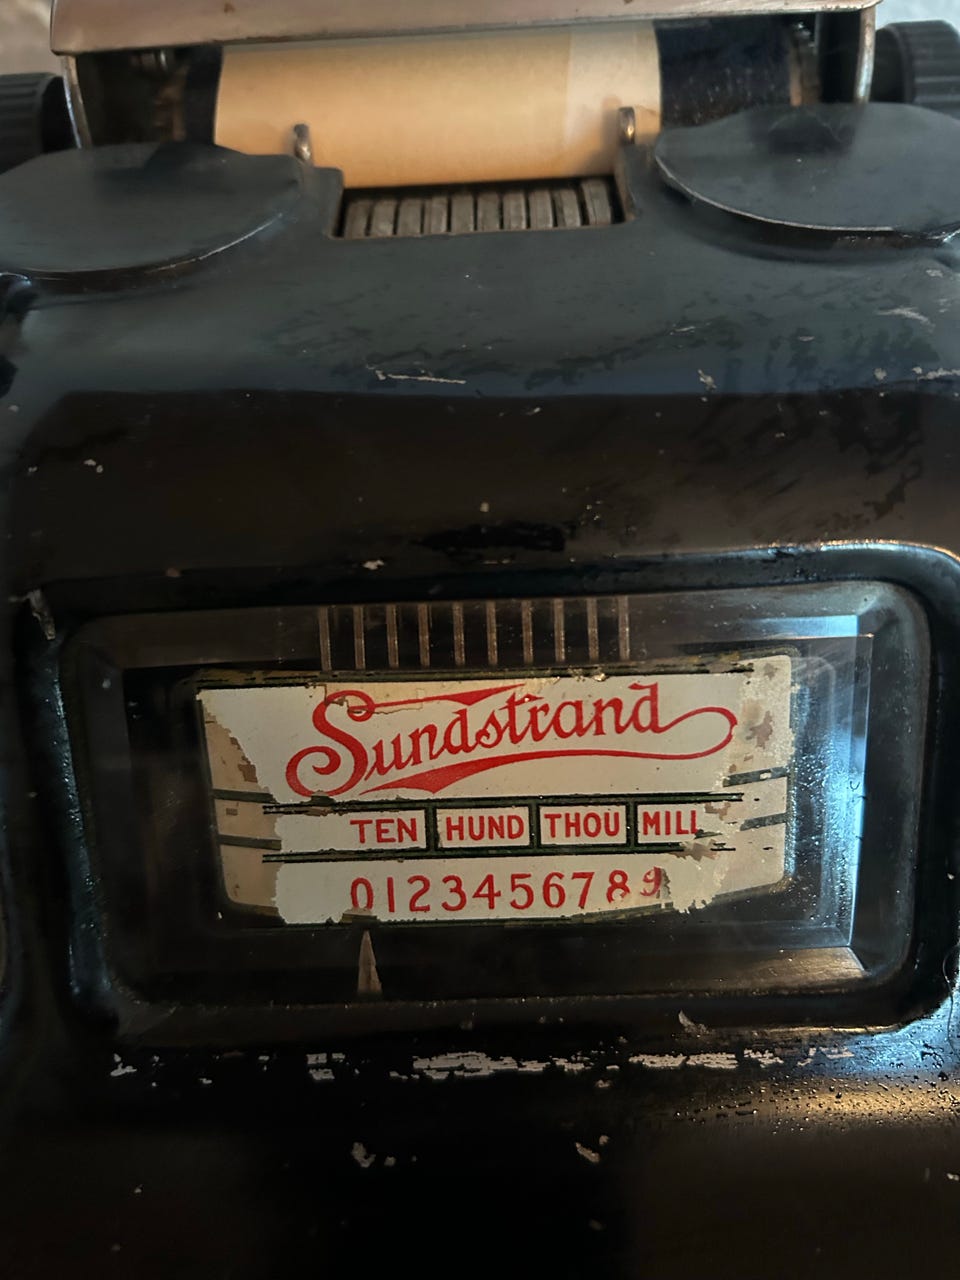 Sundstrand
TEN HUND THOU MILL
0123456789